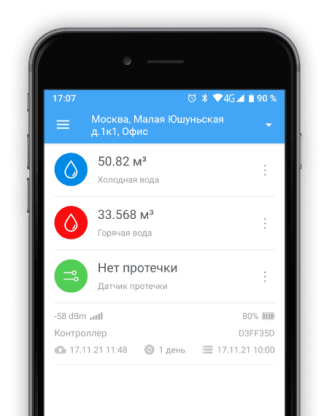 17:07 4G 90 %
Москва, Малая Юшуньская
д.1к1, Офис
50.82 м³
Холодная вода
33.568 м³
Горячая вода
Нет протечки
Датчик протечки
-58 dBm 80%
Контроллер D3FF35D
17.11.21 11:48 1 день 17.11.21 10:00